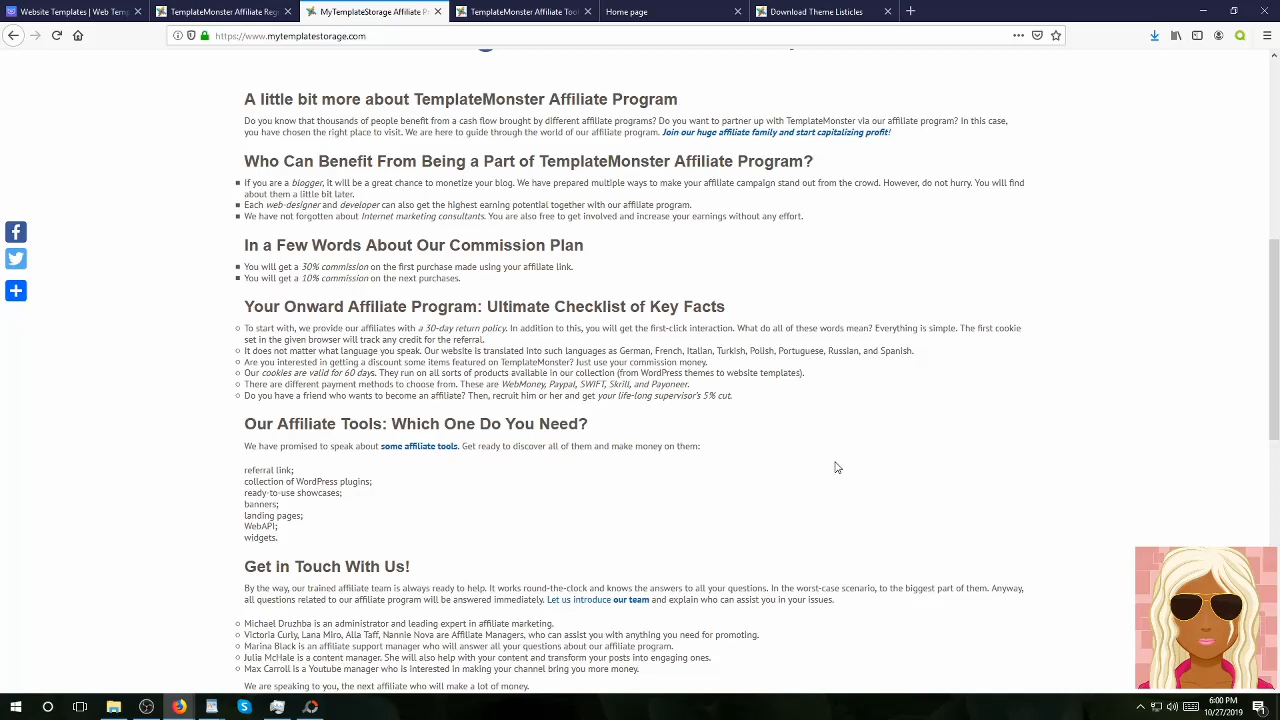 Website Templates | Web Temp
TemplateMonster Affiliate Reg
MyTemplateStorage Affiliate P
TemplateMonster Affiliate Tool
Home page
Download Theme Listicles
https://www.mytemplatestorage.com
A little bit more about TemplateMonster Affiliate Program
Do you know that thousands of people benefit from a cash flow brought by different affiliate programs? Do you want to partner up with TemplateMonster via our affiliate program? In this case,
you have chosen the right place to visit. We are here to guide through the world of our affiliate program. Join our huge affiliate family and start capitalizing profit!
Who Can Benefit From Being a Part of TemplateMonster Affiliate Program?
If you are a blogger, it will be a great chance to monetize your blog. We have prepared multiple ways to make your affiliate campaign stand out from the crowd. However, do not hurry. You will find
about them a little bit later.
Each web-designer and developer can also get the highest earning potential together with our affiliate program.
We have not forgotten about Internet marketing consultants. You are also free to get involved and increase your earnings without any effort.
In a Few Words About Our Commission Plan
You will get a 30% commission on the first purchase made using your affiliate link.
You will get a 10% commission on the next purchases.
Your Onward Affiliate Program: Ultimate Checklist of Key Facts
To start with, we provide our affiliates with a 30-day return policy. In addition to this, you will get the first-click interaction. What do all of these words mean? Everything is simple. The first cookie
set in the given browser will track any credit for the referral.
It does not matter what language you speak. Our website is translated into such languages as German, French, Italian, Turkish, Polish, Portuguese, Russian, and Spanish.
Are you interested in getting a discount some items featured on TemplateMonster? Just use your commission money.
Our cookies are valid for 60 days. They run on all sorts of products available in our collection (from WordPress themes to website templates).
There are different payment methods to choose from. These are WebMoney, Paypal, SWIFT, Skrill, and Payoneer.
Do you have a friend who wants to become an affiliate? Then, recruit him or her and get your life-long supervisor's 5% cut.
Our Affiliate Tools: Which One Do You Need?
We have promised to speak about some affiliate tools. Get ready to discover all of them and make money on them:
referral link;
collection of WordPress plugins;
ready-to-use showcases;
banners;
landing pages;
WebAPI;
widgets.
Get in Touch With Us!
By the way, our trained affiliate team is always ready to help. It works round-the-clock and knows the answers to all your questions. In the worst-case scenario, to the biggest part of them. Anyway,
all questions related to our affiliate program will be answered immediately. Let us introduce our team and explain who can assist you in your issues.
Michael Druzhba is an administrator and leading expert in affiliate marketing.
Victoria Curly, Lana Miro, Alla Taff, Nannie Nova are Affiliate Managers, who can assist you with anything you need for promoting.
Marina Black is an affiliate support manager who will answer all your questions about our affiliate program.
Julia McHale is a content manager. She will also help with your content and transform your posts into engaging ones.
Max Carroll is a Youtube manager who is interested in making your channel bring you more money.
We are speaking to you, the next affiliate who will make a lot of money.
6:00 PM
10/27/2019